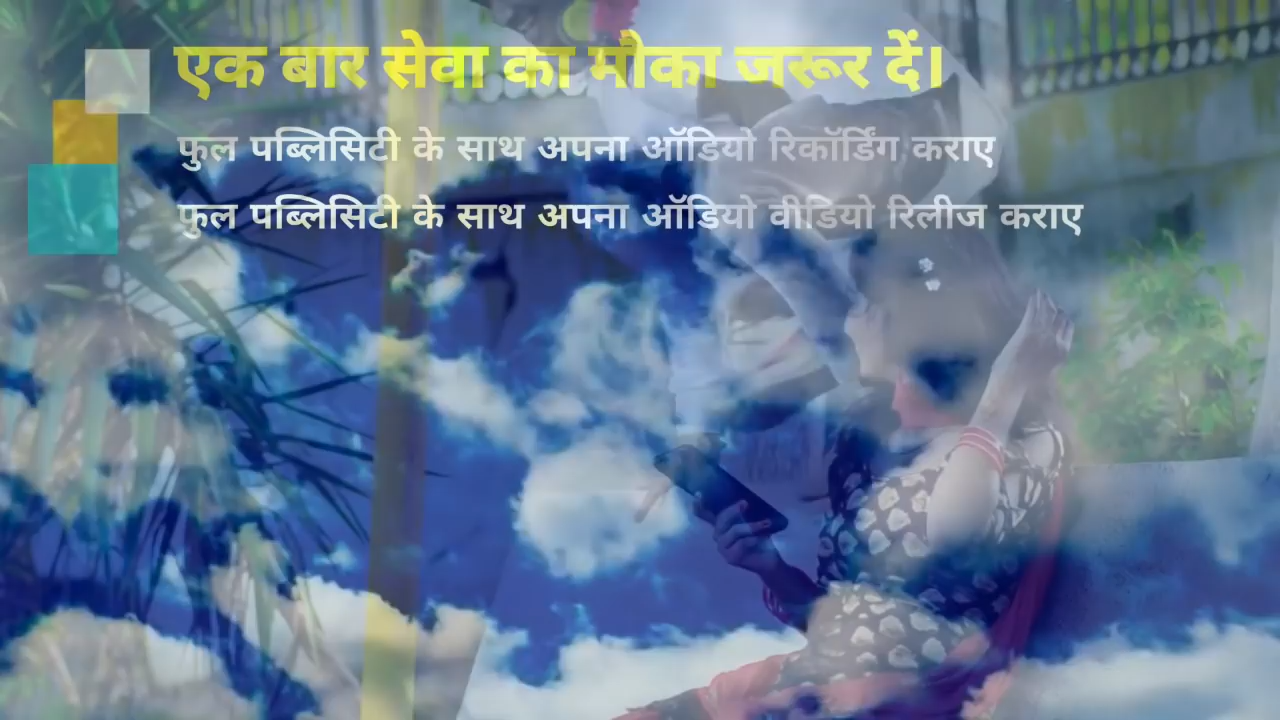 एक बार सेवा का मौका जरूर दें।
फुल पब्लिसिटी के साथ अपना ऑडियो रिकॉर्डिंग कराए
फुल पब्लिसिटी के साथ अपना ऑडियो वीडियो रिलीज कराए